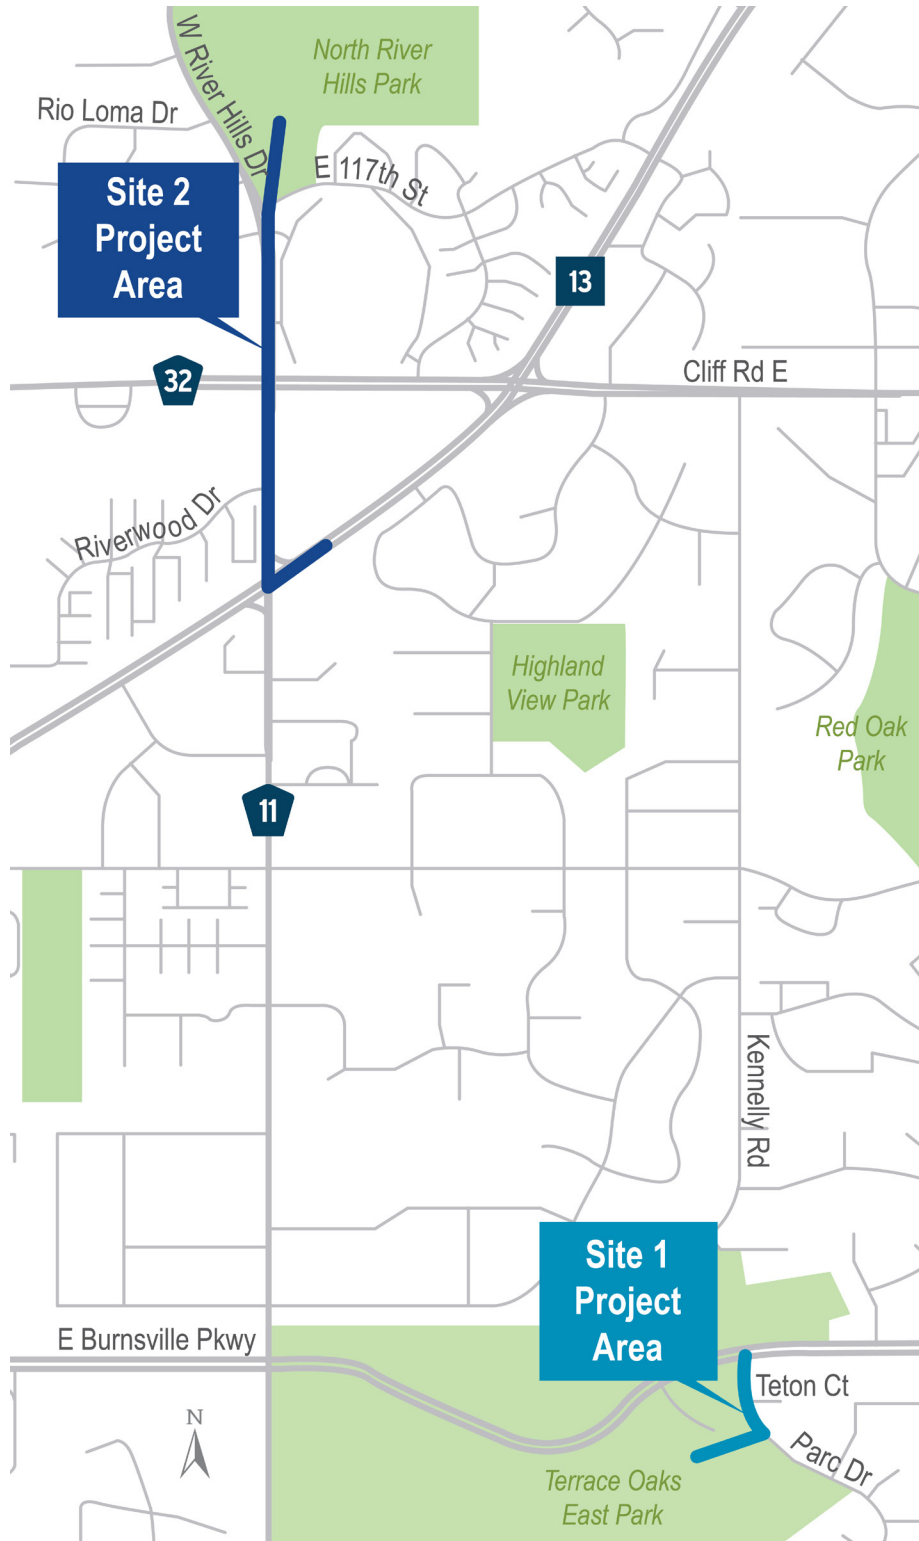 North River
Hills Park
W River Hills Dr
Rio Loma Dr
E 117th St
Site 2
Project
Area
13
32
Cliff Rd E
Riverwood Dr
Highland
View Park
Red Oak
Park
11
Kennelly Rd
Site 1
Project
Area
E Burnsville Pkwy
Teton Ct
N
Parc Dr
Terrace Oaks
East Park